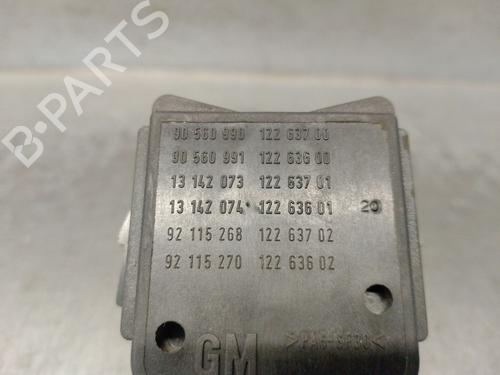 B-PARTS
90 560 990 122 637 00
90 560 991 122 636 00
13 142 073 122 637 01
13 142 074 122 636 01 20
92 115 268 122 637 02
92 115 270 122 636 02
GM